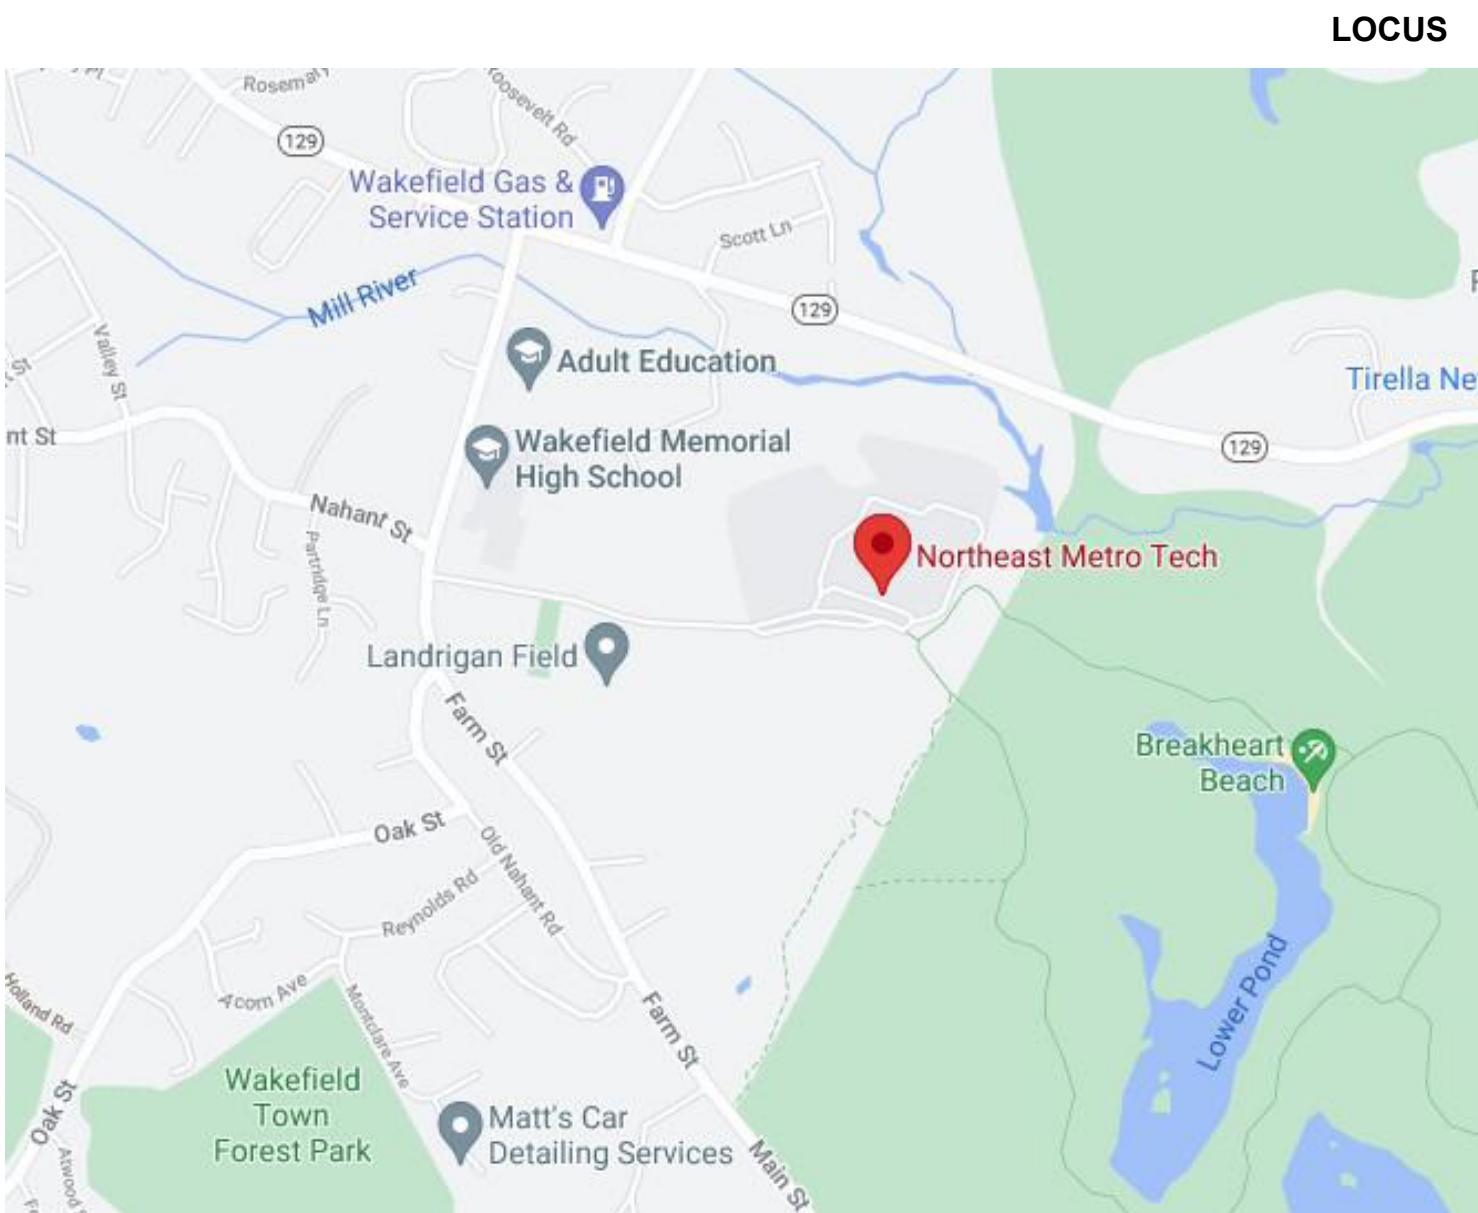 LOCUS
Rosemary
Roosevelt Rd
129
Wakefield Gas &
Service Station
Scott Ln
Mill River
129
Valley St
Adult Education
Tirella Ne
nt St
Wakefield Memorial
High School
129
Nahant St
Partridge Ln
Northeast Metro Tech
Landrigan Field
Farm St
Breakheart
Beach
Oak St
Old Nahant Rd
Reynolds Rd
Lower Pond
Holland Rd
Acorn Ave
Montclare Ave
Farm St
Wakefield
Town
Forest Park
Oak St
Matt's Car
Detailing Services
Main St
Atwood S